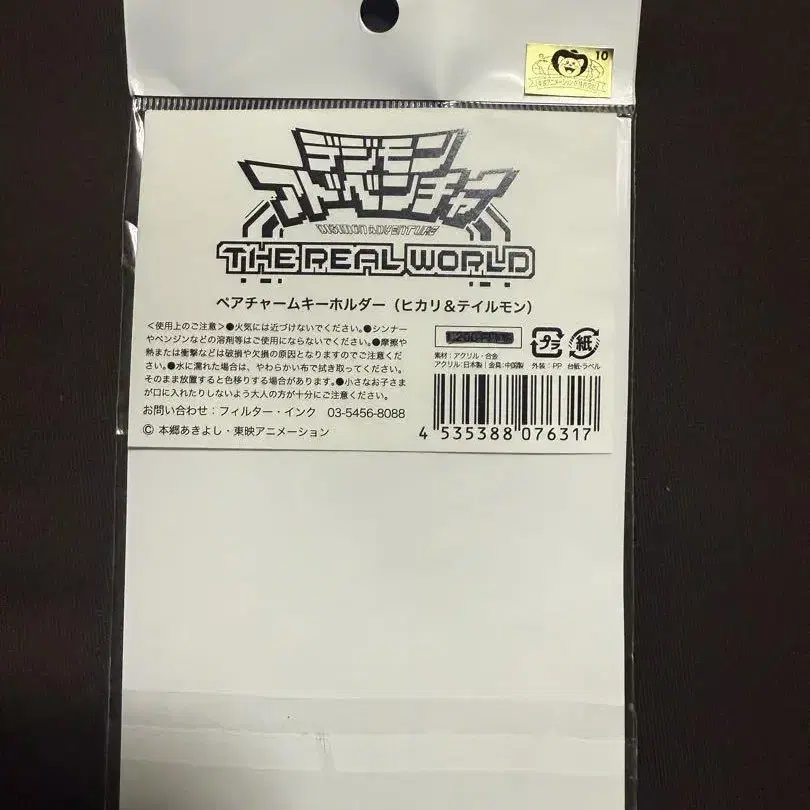 10
デジモン
アドベンチャー
DIGIMON ADVENTURE
THE REAL WORLD
ペアチャームキーホルダー（ヒカリ＆テイルモン）
＜使用上のご注意＞●火気には近づけないでください。●シンナー
やベンジンなどの溶剤等はご使用にならないでください。●摩擦や
熱または衝撃などは破損や欠損の原因となりますのでご注意くだ
さい。●水に濡れた場合は、やわらかい布で拭き取ってください。
そのまま放置すると色移りする場合があります。●小さなお子さま
が口に入れたりしないよう大人の方が十分にご注意ください。
お問い合わせ：フィルター・インク　03-5456-8088
© 本郷あきよし・東映アニメーション
プラ
紙
素材：アクリル・合金
アクリル：日本製｜金具：中国製　外装：PP　台紙・ラベル
4 535388 076317